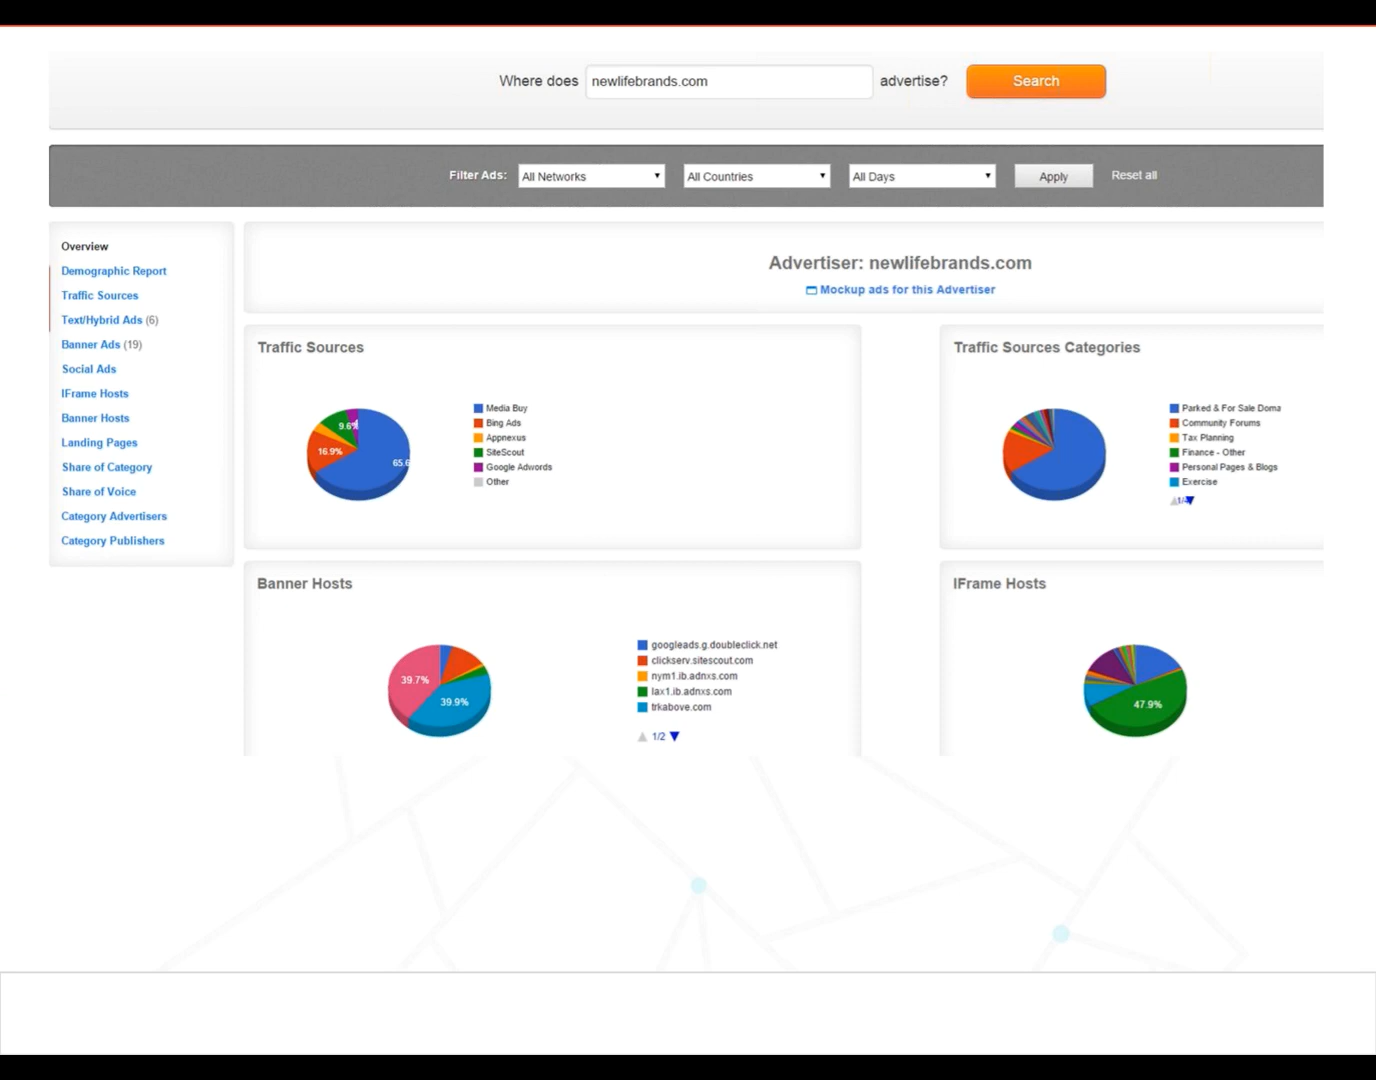 Where does newlifebrands.com advertise? Search
Filter Ads: All Networks All Countries All Days Apply Reset all
Overview
Demographic Report
Traffic Sources
Text/Hybrid Ads (6)
Banner Ads (19)
Social Ads
IFrame Hosts
Banner Hosts
Landing Pages
Share of Category
Share of Voice
Category Advertisers
Category Publishers
Advertiser: newlifebrands.com
Mockup ads for this Advertiser
Traffic Sources
9.6%
16.9%
65.6
Media Buy
Bing Ads
Appnexus
SiteScout
Google Adwords
Other
Traffic Sources Categories
Parked & For Sale Doma
Community Forums
Tax Planning
Finance - Other
Personal Pages & Blogs
Exercise
Banner Hosts
39.7%
39.9%
googleads.g.doubleclick.net
clickserv.sitescout.com
nym1.ib.adnxs.com
lax1.ib.adnxs.com
trkabove.com
1/2
IFrame Hosts
47.9%